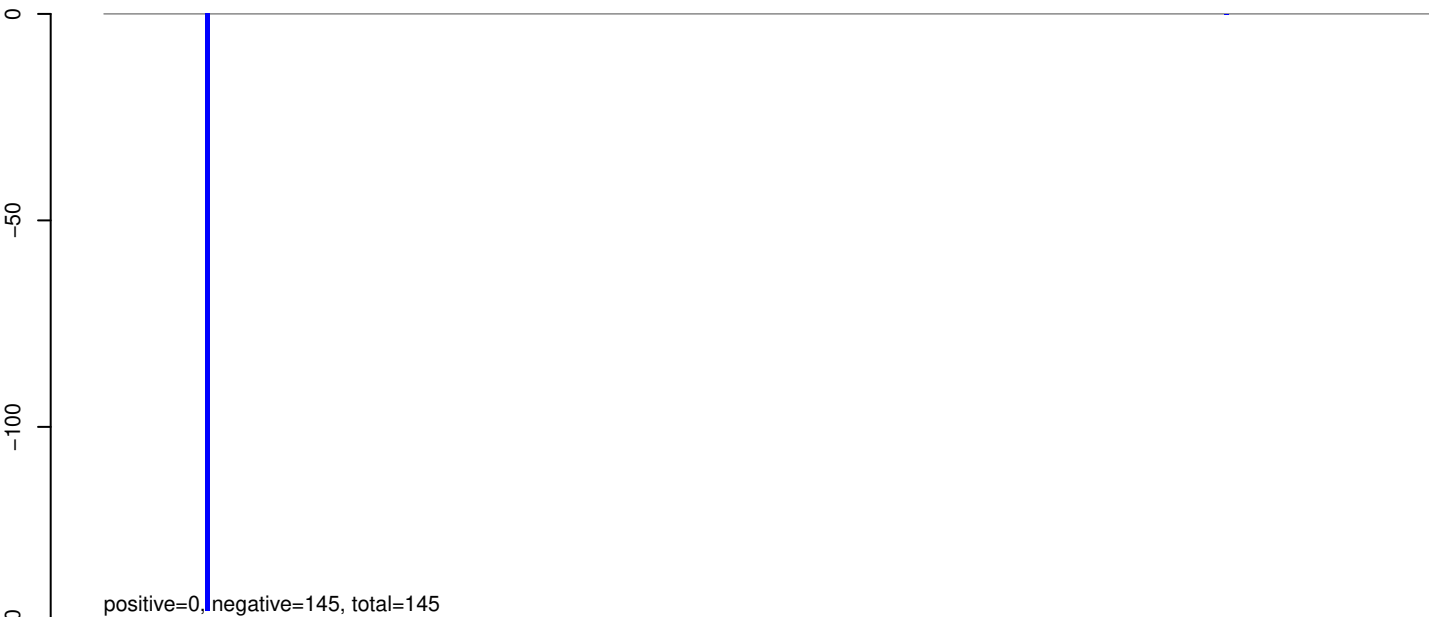 0
−50
−100
positive=0, negative=145, total=145